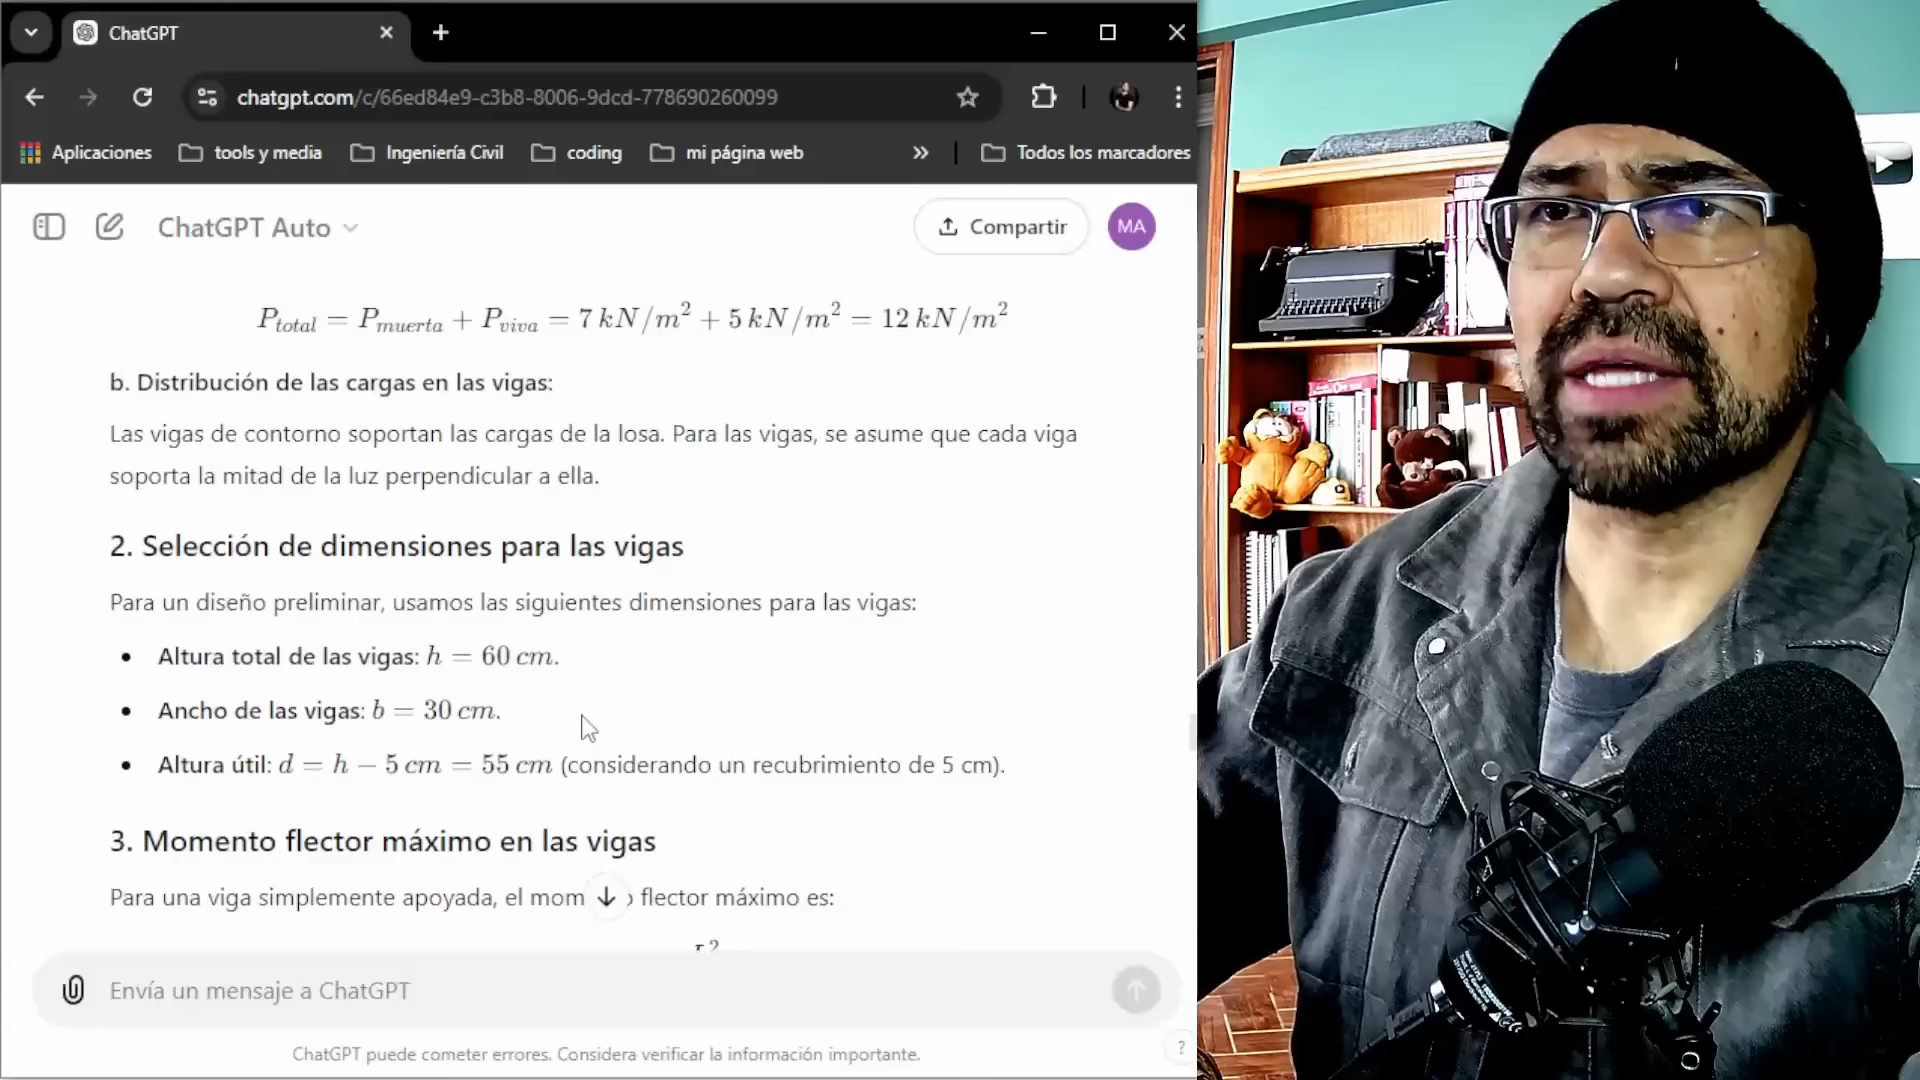 ChatGPT
chatgpt.com/c/66ed84e9-c3b8-8006-9dcd-778690260099
Aplicaciones tools y media Ingeniería Civil coding mi página web » Todos los marcadores
ChatGPT Auto Compartir MA
P_total = P_muerta + P_viva = 7 kN/m² + 5 kN/m² = 12 kN/m²
b. Distribución de las cargas en las vigas:
Las vigas de contorno soportan las cargas de la losa. Para las vigas, se asume que cada viga
soporta la mitad de la luz perpendicular a ella.
2. Selección de dimensiones para las vigas
Para un diseño preliminar, usamos las siguientes dimensiones para las vigas:
• Altura total de las vigas: h = 60 cm.
• Ancho de las vigas: b = 30 cm.
• Altura útil: d = h − 5 cm = 55 cm (considerando un recubrimiento de 5 cm).
3. Momento flector máximo en las vigas
Para una viga simplemente apoyada, el mom flector máximo es:
Envía un mensaje a ChatGPT
ChatGPT puede cometer errores. Considera verificar la información importante.
?